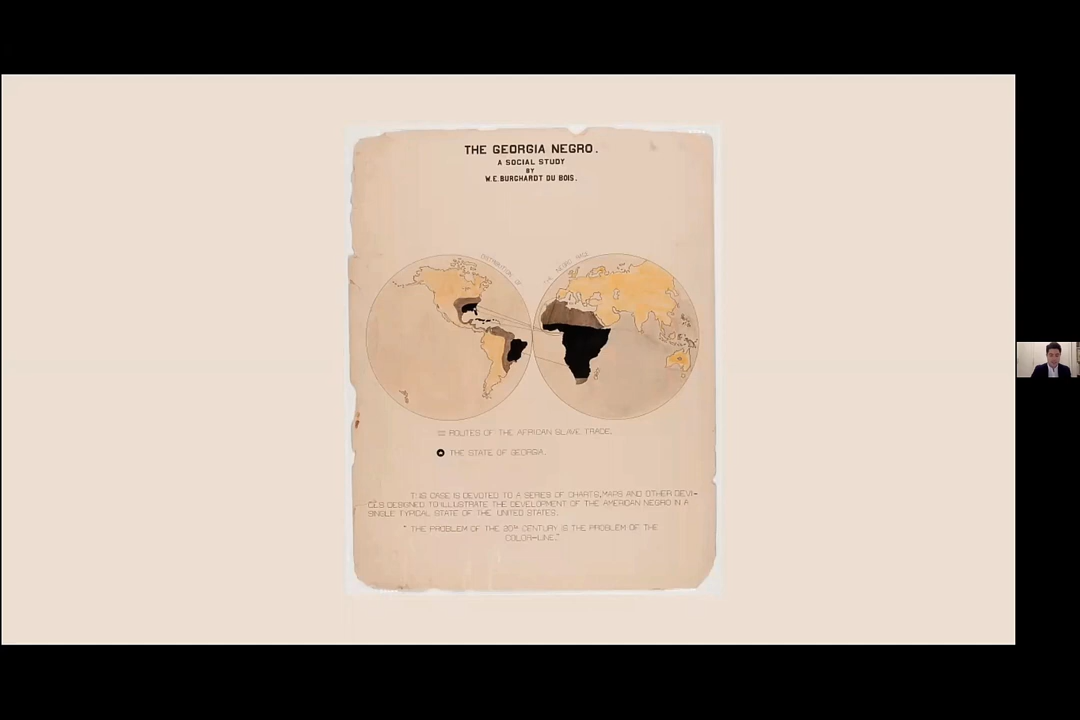 THE GEORGIA NEGRO.
A SOCIAL STUDY
BY
W.E.BURGHARDT DU BOIS.
DISTRIBUTION OF THE NEGRO RACE
ROUTES OF THE AFRICAN SLAVE TRADE.
THE STATE OF GEORGIA.
THIS CASE IS DEVOTED TO A SERIES OF CHARTS,MAPS AND OTHER DEVI-
CES DESIGNED TO ILLUSTRATE THE DEVELOPMENT OF THE AMERICAN NEGRO IN A
SINGLE TYPICAL STATE OF THE UNITED STATES.
"THE PROBLEM OF THE 20TH CENTURY IS THE PROBLEM OF THE
COLOR-LINE."